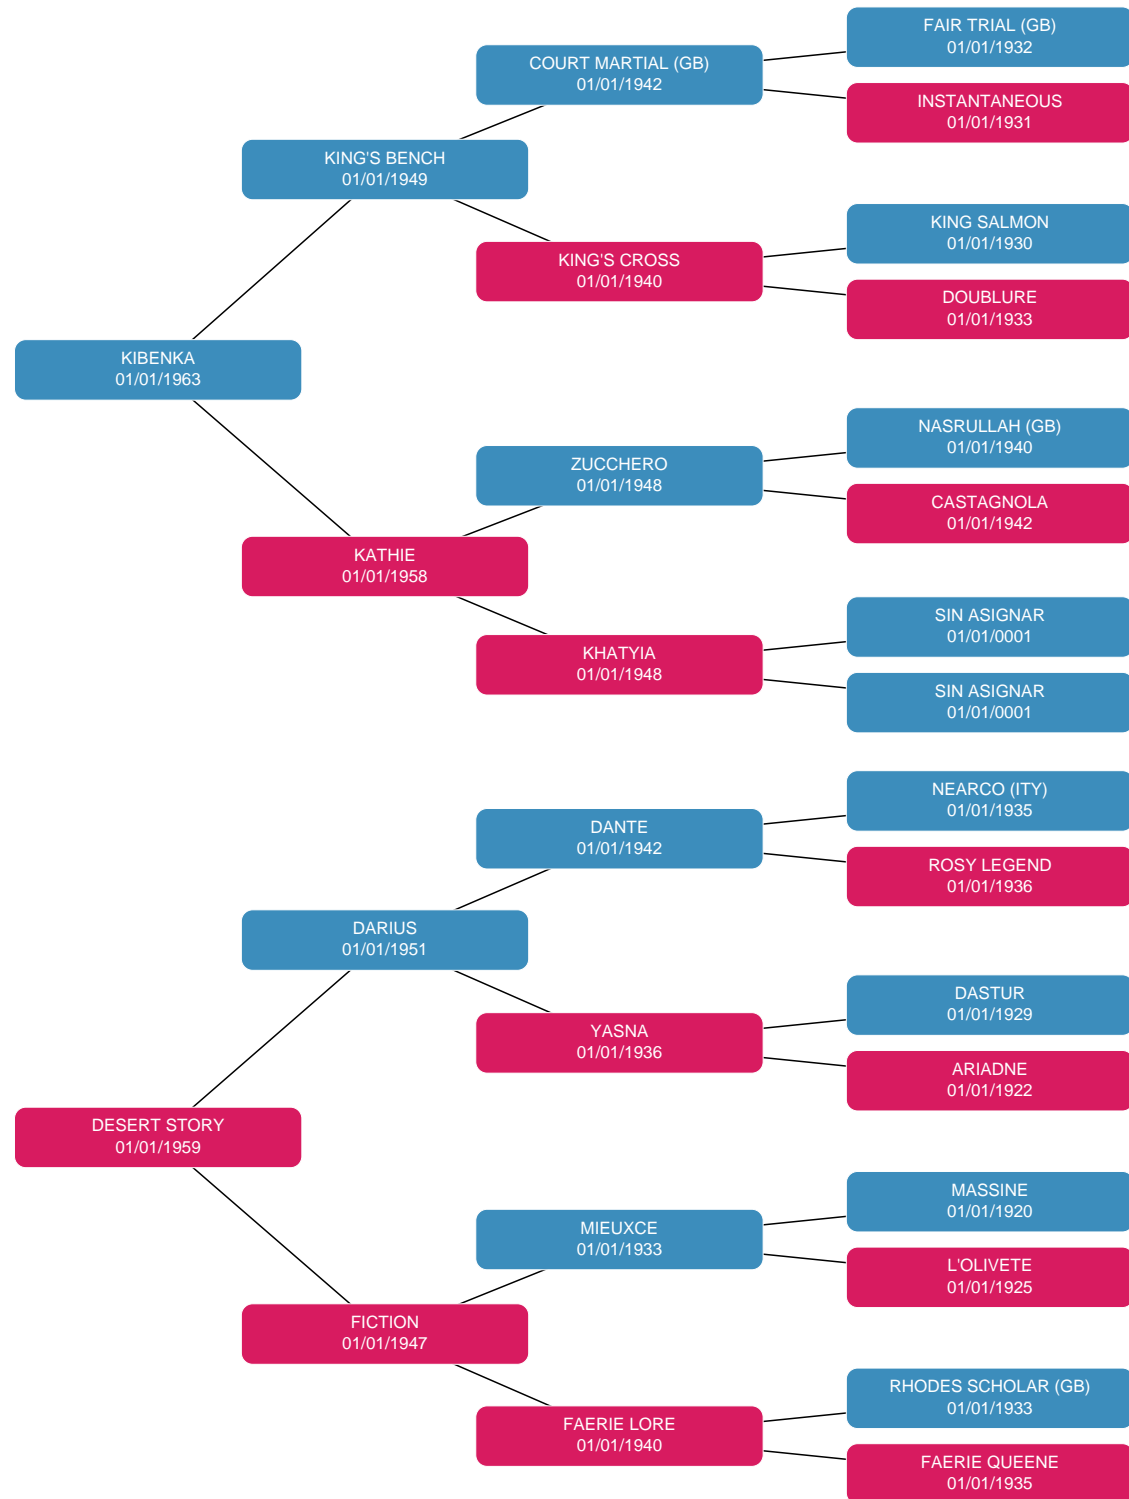 FAIR TRIAL (GB)
01/01/1932
COURT MARTIAL (GB)
01/01/1942
INSTANTANEOUS
01/01/1931
KING'S BENCH
01/01/1949
KING SALMON
01/01/1930
KING'S CROSS
01/01/1940
DOUBLURE
01/01/1933
KIBENKA
01/01/1963
NASRULLAH (GB)
01/01/1940
ZUCCHERO
01/01/1948
CASTAGNOLA
01/01/1942
KATHIE
01/01/1958
SIN ASIGNAR
01/01/0001
KHATYIA
01/01/1948
SIN ASIGNAR
01/01/0001
NEARCO (ITY)
01/01/1935
DANTE
01/01/1942
ROSY LEGEND
01/01/1936
DARIUS
01/01/1951
DASTUR
01/01/1929
YASNA
01/01/1936
ARIADNE
01/01/1922
DESERT STORY
01/01/1959
MASSINE
01/01/1920
MIEUXCE
01/01/1933
L'OLIVETE
01/01/1925
FICTION
01/01/1947
RHODES SCHOLAR (GB)
01/01/1933
FAERIE LORE
01/01/1940
FAERIE QUEENE
01/01/1935